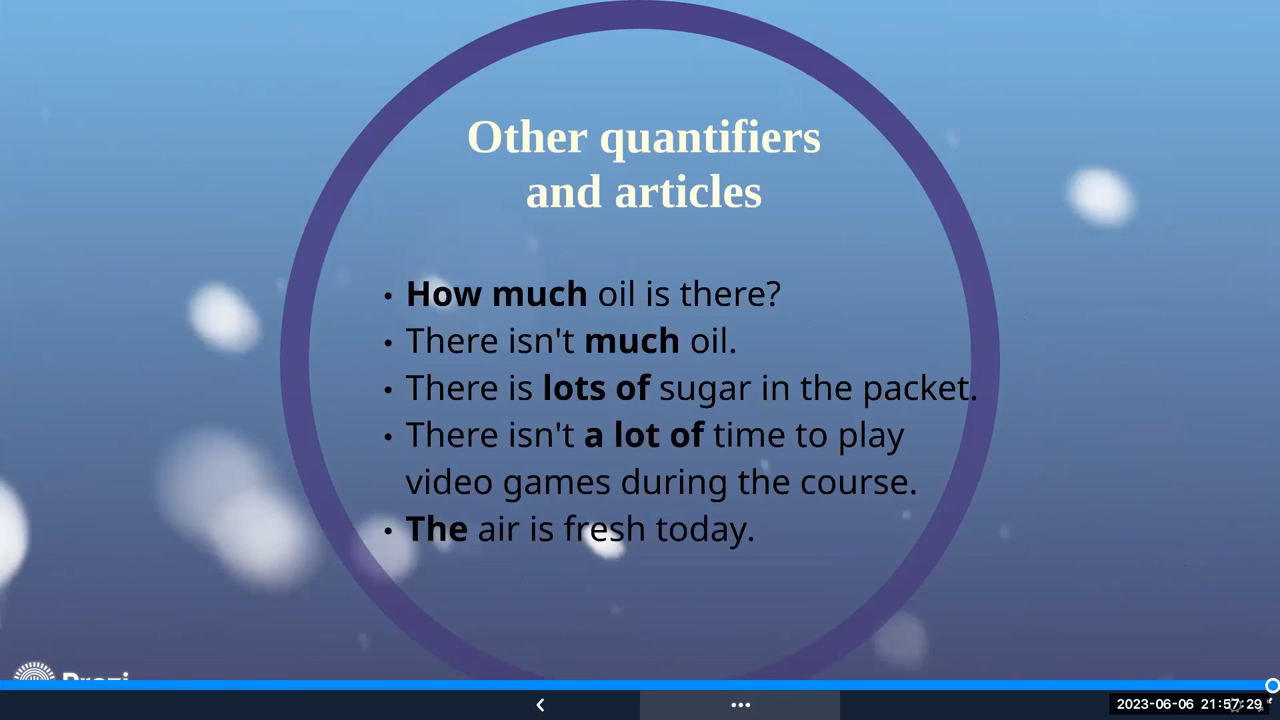 Other quantifiers
and articles
• How much oil is there?
• There isn't much oil.
• There is lots of sugar in the packet.
• There isn't a lot of time to play
video games during the course.
• The air is fresh today.
Prezi
2023-06-06 21:57:29